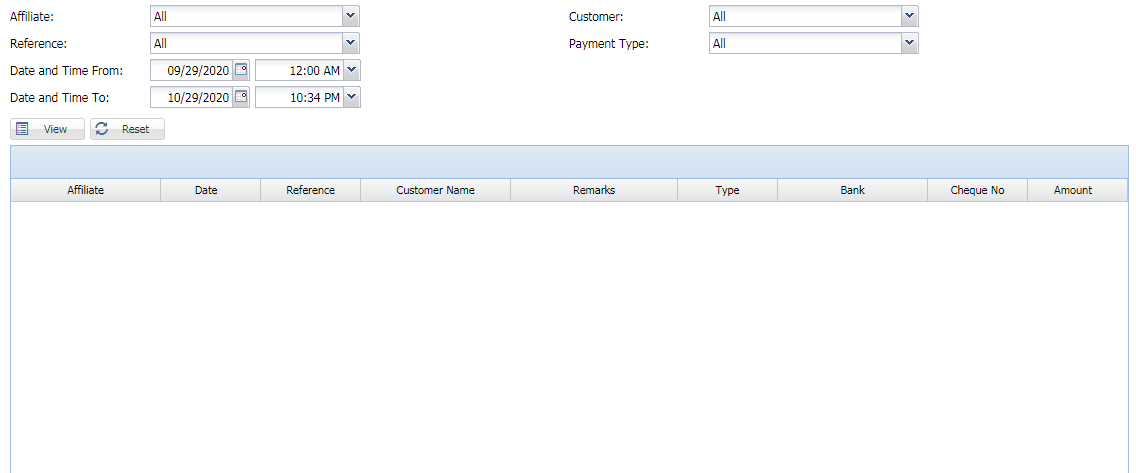 Affiliate: All Customer: All
Reference: All Payment Type: All
Date and Time From: 09/29/2020 12:00 AM
Date and Time To: 10/29/2020 10:34 PM
View Reset
Affiliate Date Reference Customer Name Remarks Type Bank Cheque No Amount